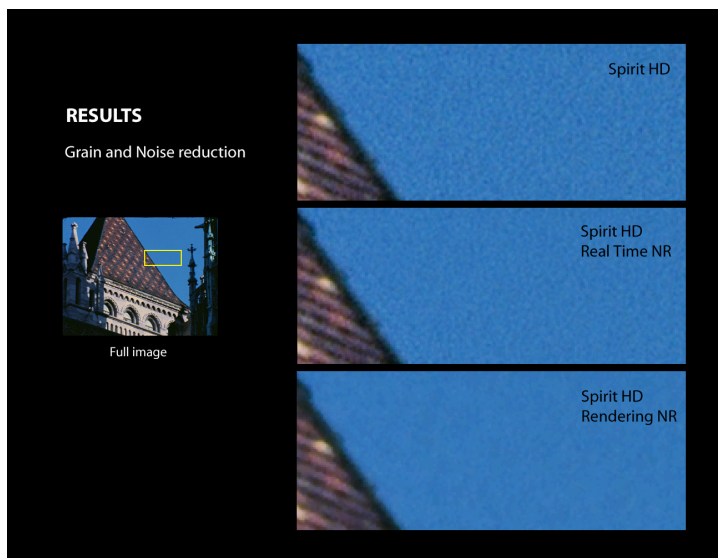 RESULTS
Grain and Noise reduction
Full image
Spirit HD
Spirit HD
Real Time NR
Spirit HD
Rendering NR